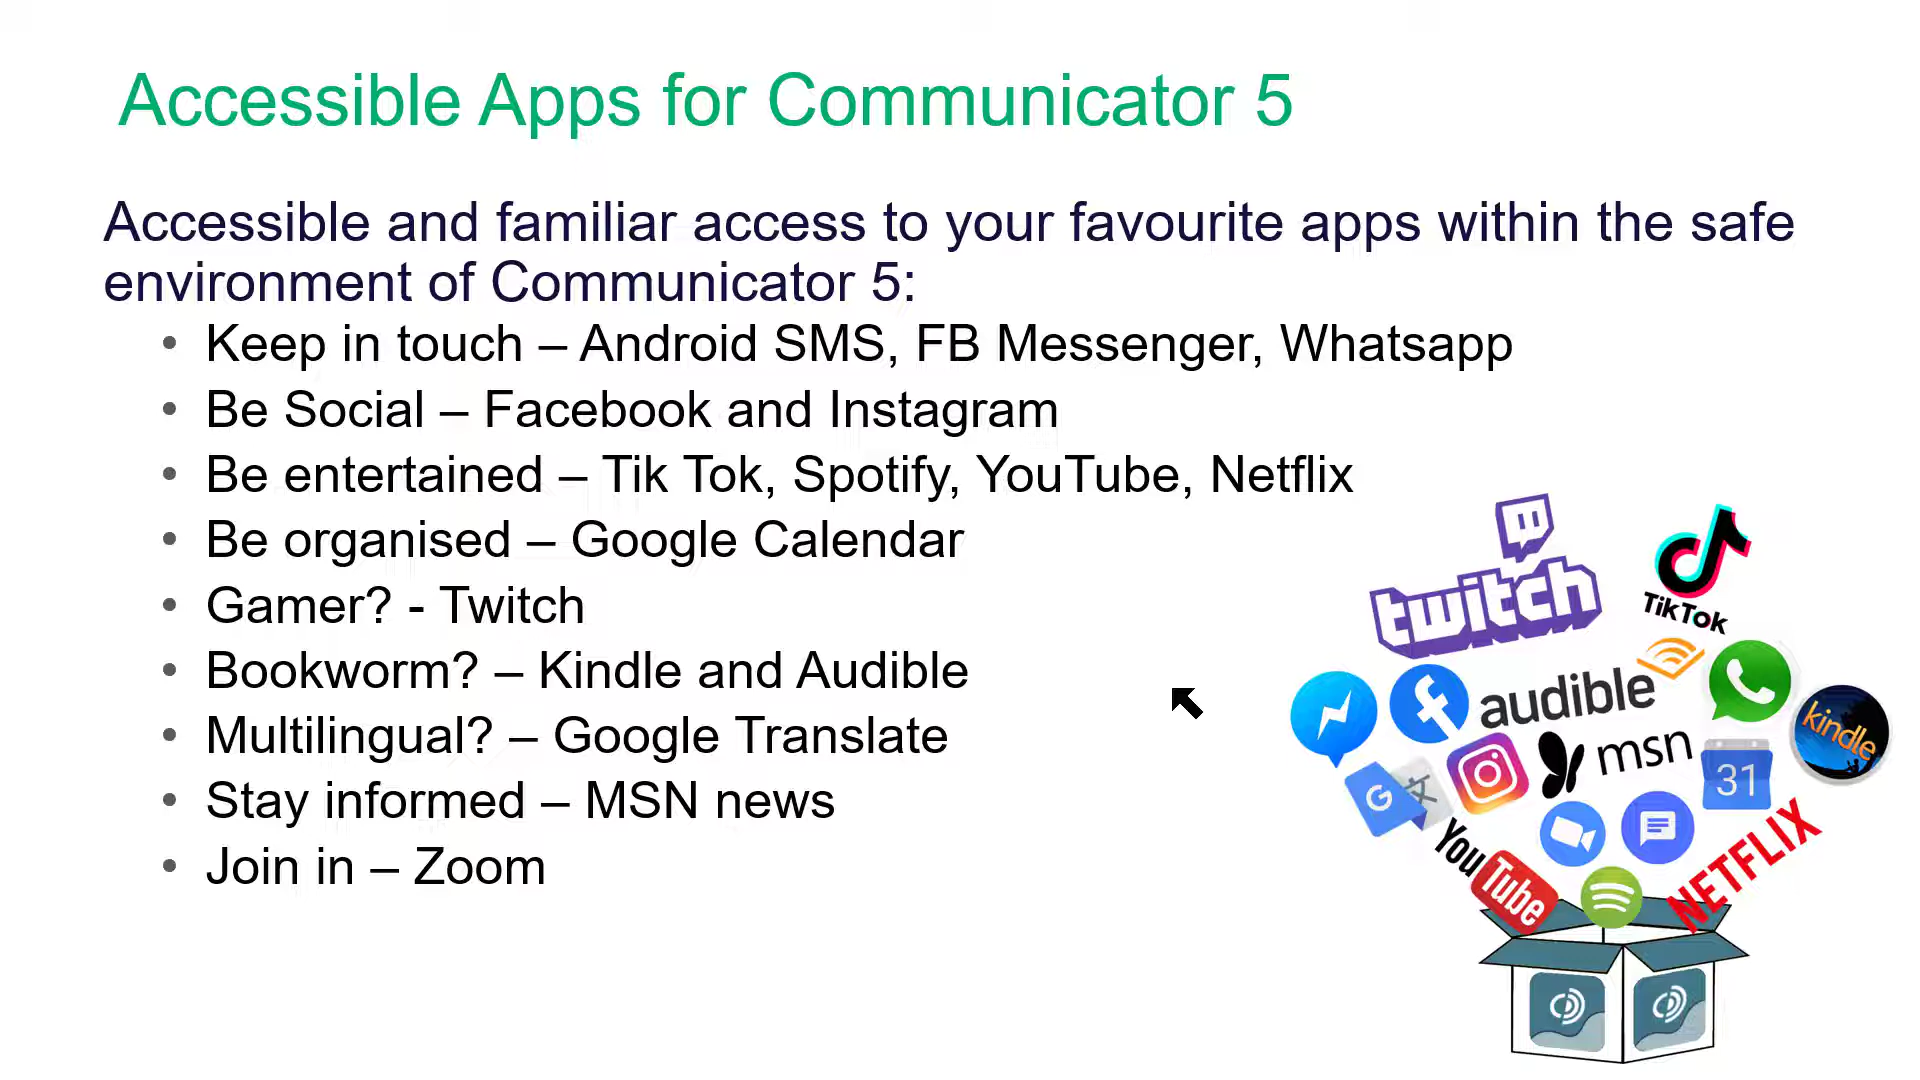 Accessible Apps for Communicator 5
Accessible and familiar access to your favourite apps within the safe
environment of Communicator 5:
• Keep in touch – Android SMS, FB Messenger, Whatsapp
• Be Social – Facebook and Instagram
• Be entertained – Tik Tok, Spotify, YouTube, Netflix
• Be organised – Google Calendar
• Gamer? - Twitch
• Bookworm? – Kindle and Audible
• Multilingual? – Google Translate
• Stay informed – MSN news
• Join in – Zoom
twitch
TikTok
audible
kindle
msn
31
G 文
YouTube
NETFLIX